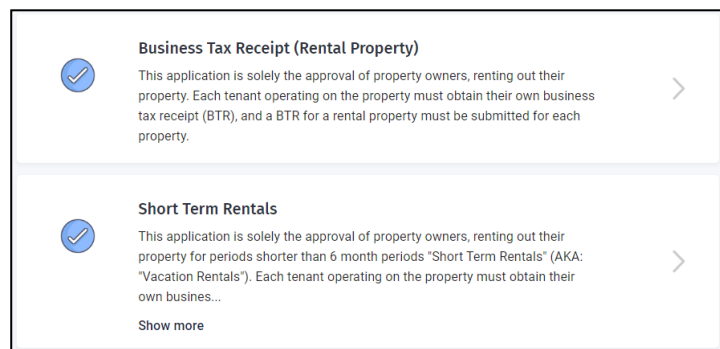 Business Tax Receipt (Rental Property)
This application is solely the approval of property owners, renting out their
property. Each tenant operating on the property must obtain their own business
tax receipt (BTR), and a BTR for a rental property must be submitted for each
property.
Short Term Rentals
This application is solely the approval of property owners, renting out their
property for periods shorter than 6 month periods "Short Term Rentals" (AKA:
"Vacation Rentals"). Each tenant operating on the property must obtain their
own busines...
Show more